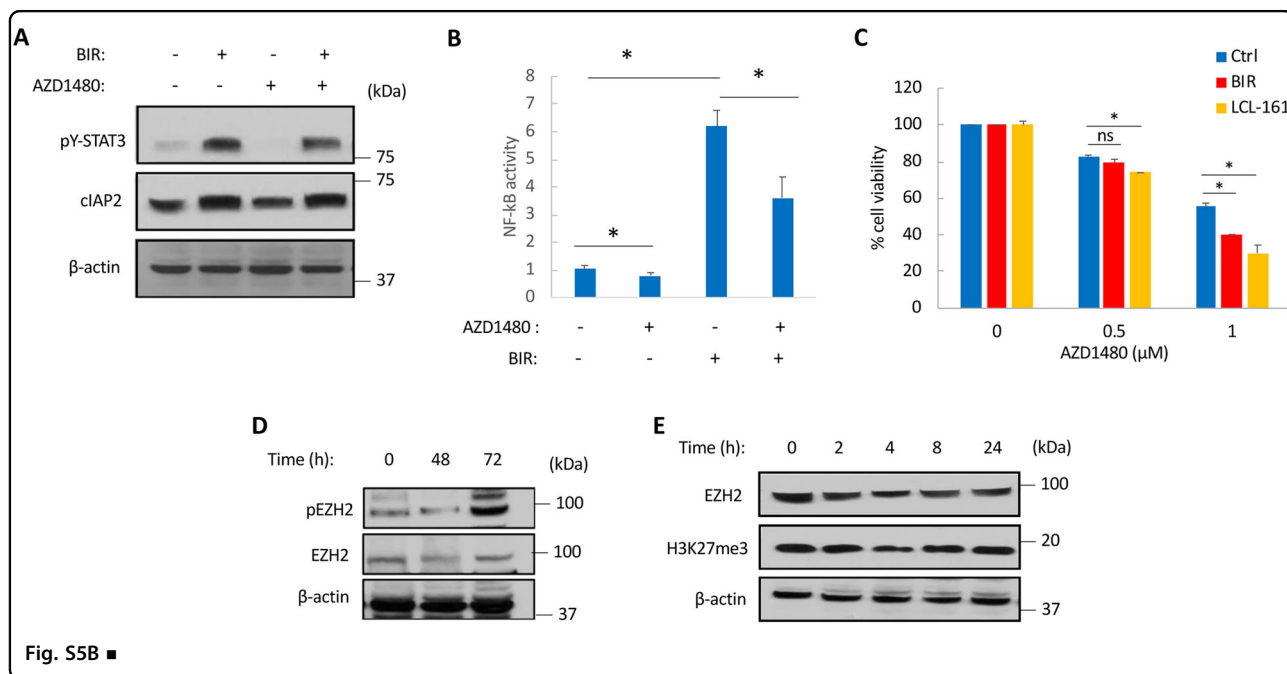 A
BIR: - + - +
AZD1480: - - + + (kDa)
pY-STAT3
75
75
cIAP2
β-actin
37
B
* 
*
*
NF-kB activity
8
7
6
5
4
3
2
1
0
AZD1480 : - + - +
BIR: - - + +
C
Ctrl
BIR
LCL-161
% cell viability
120
100
80
60
40
20
0
*
ns
*
*
0 0.5 1
AZD1480 (μM)
D
Time (h): 0 48 72 (kDa)
pEZH2
100
EZH2
100
β-actin
37
E
Time (h): 0 2 4 8 24 (kDa)
100
EZH2
H3K27me3
20
β-actin
37
Fig. S5B ■